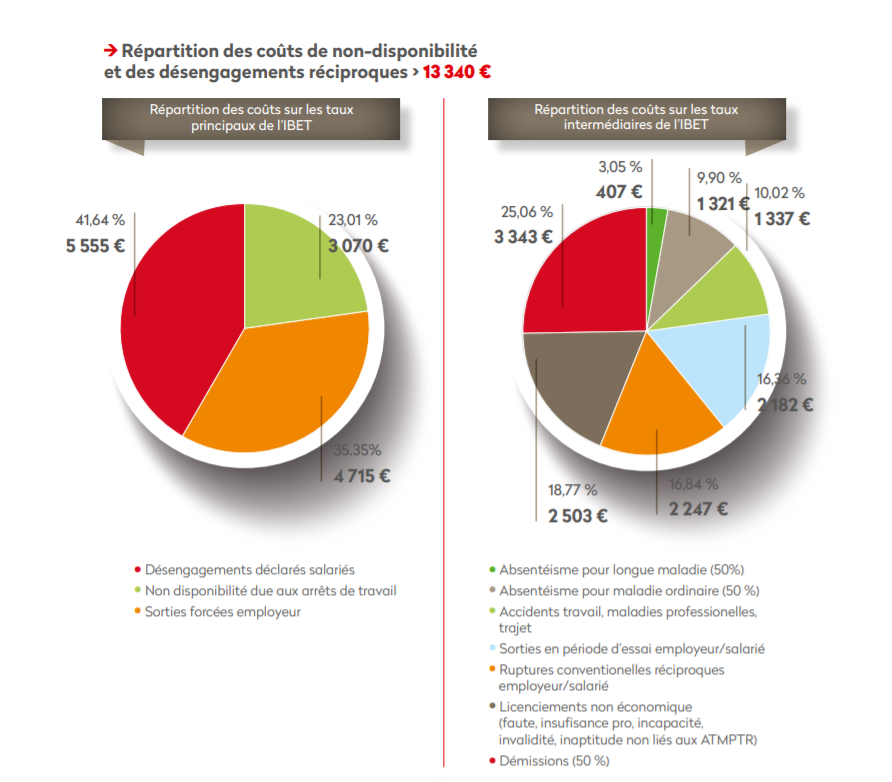 → Répartition des coûts de non-disponibilité
et des désengagements réciproques > 13 340 €
Répartition des coûts sur les taux
principaux de l'IBET
41,64 %
5 555 €
23,01 %
3 070 €
35.35%
4 715 €
• Désengagements déclarés salariés
• Non disponibilité due aux arrêts de travail
• Sorties forcées employeur
Répartition des coûts sur les taux
intermédiaires de l'IBET
3,05 %
407 €
9,90 %
1 321 €
10,02 %
1 337 €
25,06 %
3 343 €
16,36 %
2 182 €
16,84 %
2 247 €
18,77 %
2 503 €
• Absentéisme pour longue maladie (50%)
• Absentéisme pour maladie ordinaire (50 %)
• Accidents travail, maladies professionelles,
trajet
• Sorties en période d'essai employeur/salarié
• Ruptures conventionelles réciproques
employeur/salarié
• Licenciements non économique
(faute, insufisance pro, incapacité,
invalidité, inaptitude non liés aux ATMPTR)
• Démissions (50 %)